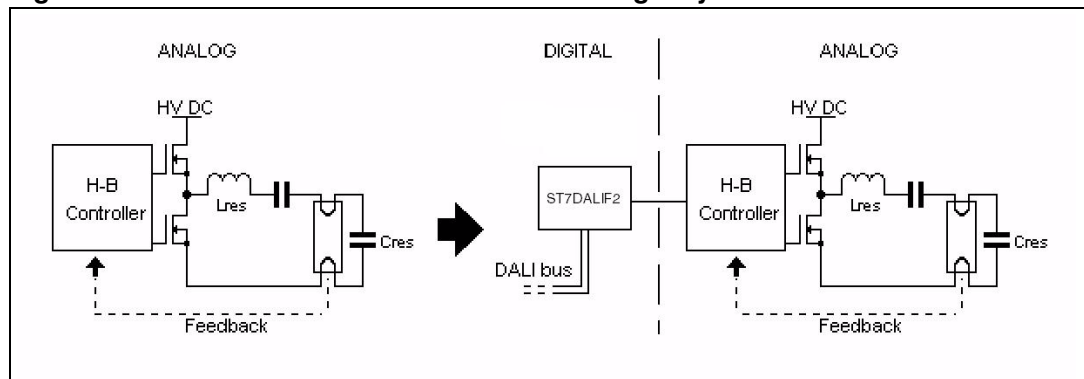 ANALOG
HV DC
H-B
Controller
Lres
Cres
Feedback
DIGITAL
ST7DALIF2
DALI bus
ANALOG
HV DC
H-B
Controller
Lres
Cres
Feedback